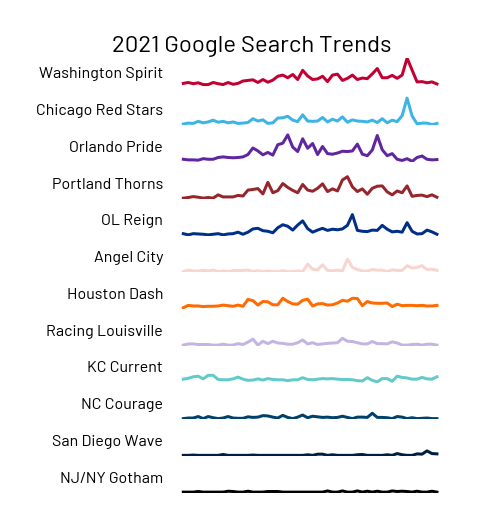 2021 Google Search Trends
Washington Spirit
Chicago Red Stars
Orlando Pride
Portland Thorns
OL Reign
Angel City
Houston Dash
Racing Louisville
KC Current
NC Courage
San Diego Wave
NJ/NY Gotham